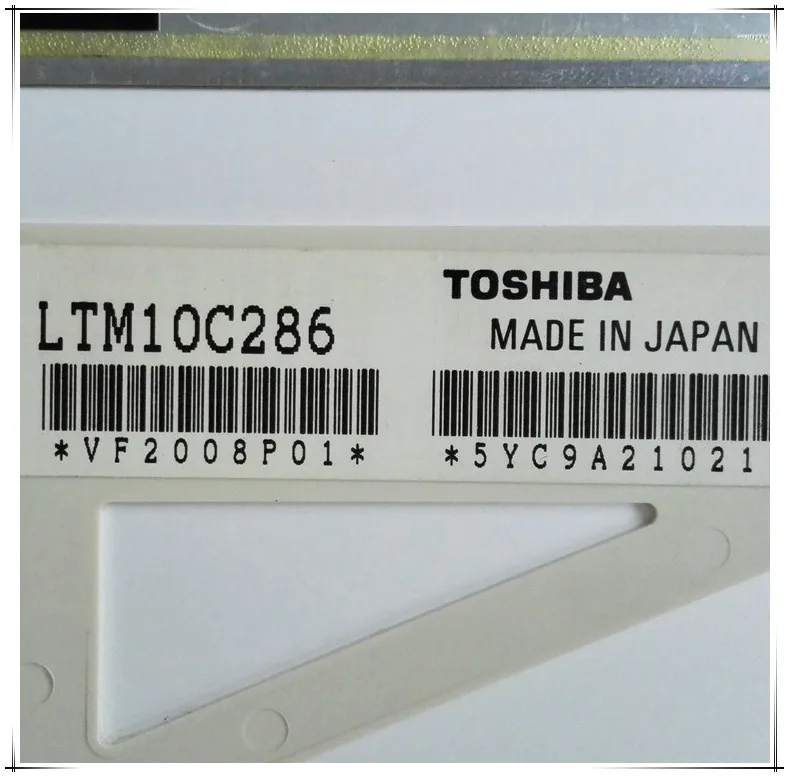 LTM10C286
TOSHIBA
MADE IN JAPAN
*VF2008P01*
*5YC9A21021